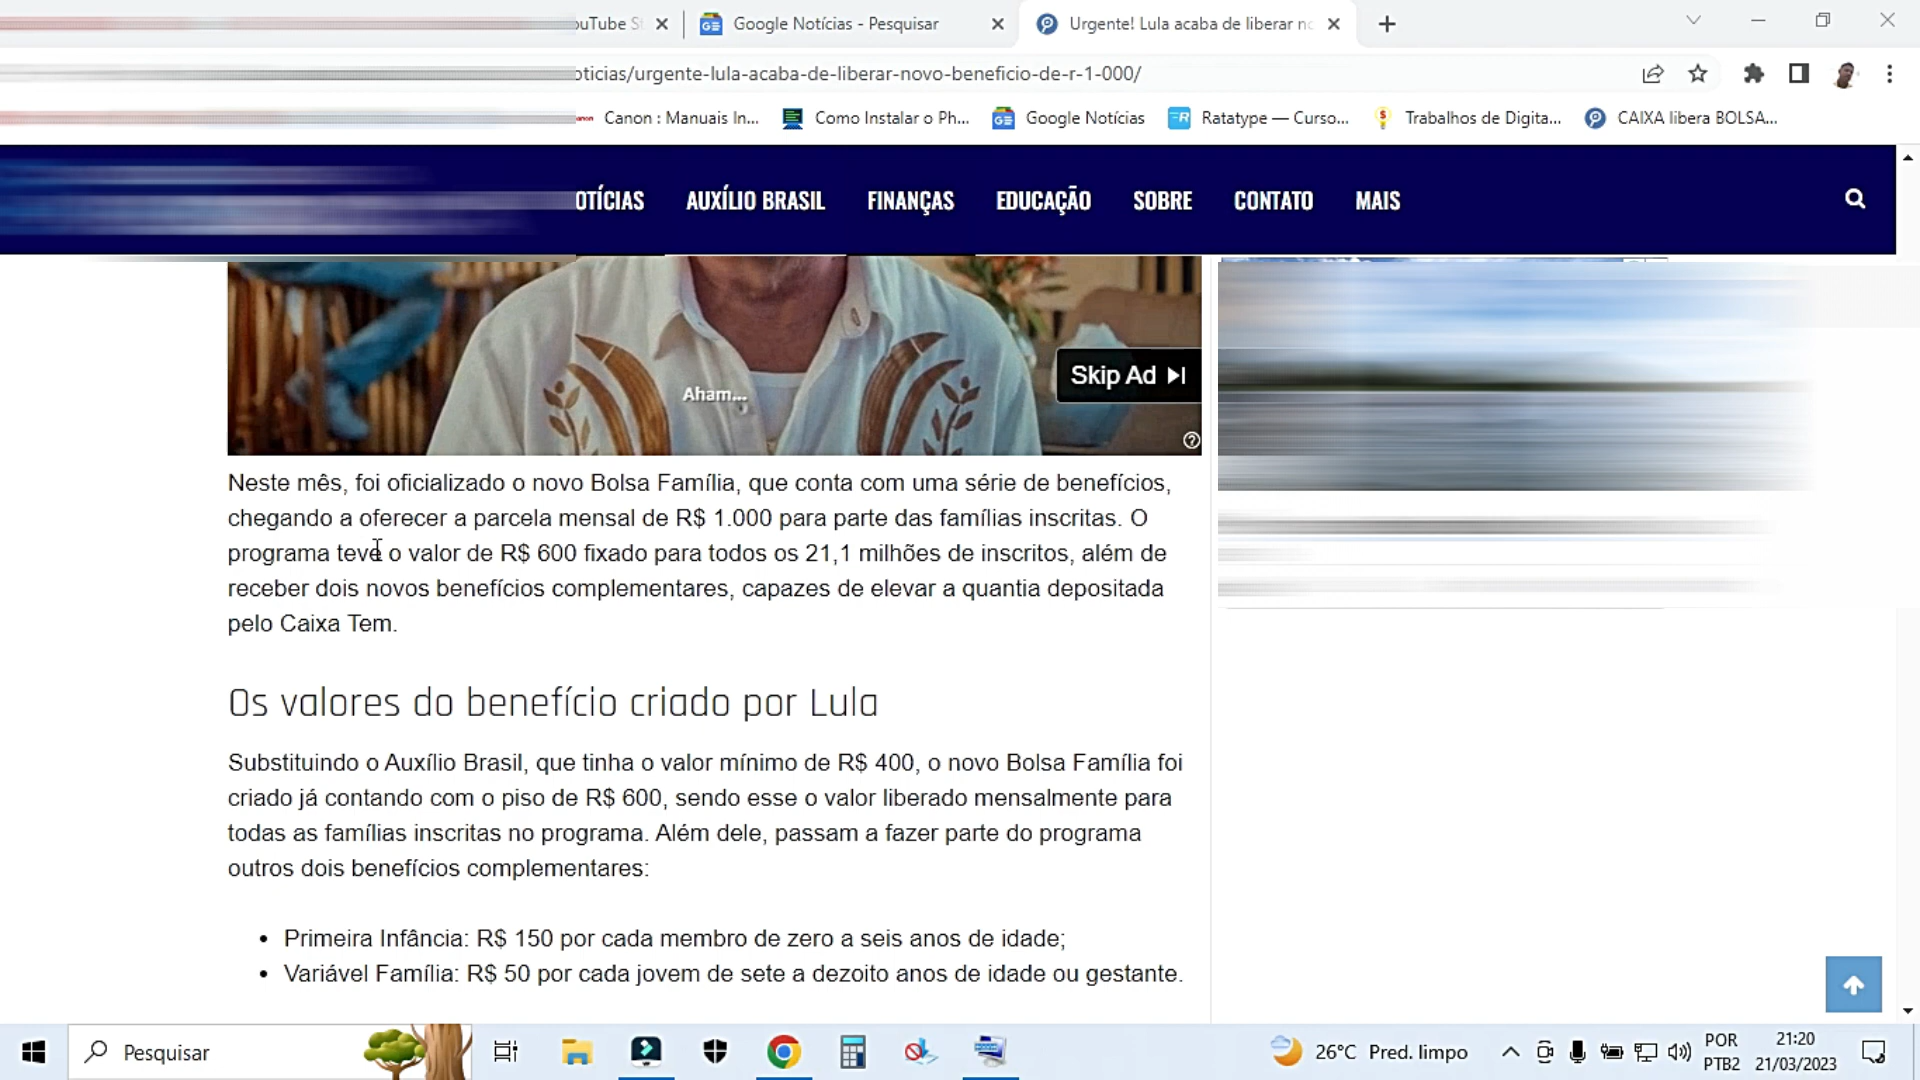 Google Notícias - Pesquisar
Urgente! Lula acaba de liberar
oticias/urgente-lula-acaba-de-liberar-novo-beneficio-de-r-1-000/
Canon : Manuais In...
Como Instalar o Ph...
Google Notícias
Ratatype — Curso...
Trabalhos de Digita...
CAIXA libera BOLSA...
OTÍCIAS
AUXÍLIO BRASIL
FINANÇAS
EDUCAÇÃO
SOBRE
CONTATO
MAIS
Skip Ad
Aham...
Neste mês, foi oficializado o novo Bolsa Família, que conta com uma série de benefícios,
chegando a oferecer a parcela mensal de R$ 1.000 para parte das famílias inscritas. O
programa teve o valor de R$ 600 fixado para todos os 21,1 milhões de inscritos, além de
receber dois novos benefícios complementares, capazes de elevar a quantia depositada
pelo Caixa Tem.
Os valores do benefício criado por Lula
Substituindo o Auxílio Brasil, que tinha o valor mínimo de R$ 400, o novo Bolsa Família foi
criado já contando com o piso de R$ 600, sendo esse o valor liberado mensalmente para
todas as famílias inscritas no programa. Além dele, passam a fazer parte do programa
outros dois benefícios complementares:
• Primeira Infância: R$ 150 por cada membro de zero a seis anos de idade;
• Variável Família: R$ 50 por cada jovem de sete a dezoito anos de idade ou gestante.
Pesquisar
26°C Pred. limpo
POR
PTB2
21:20
21/03/2023